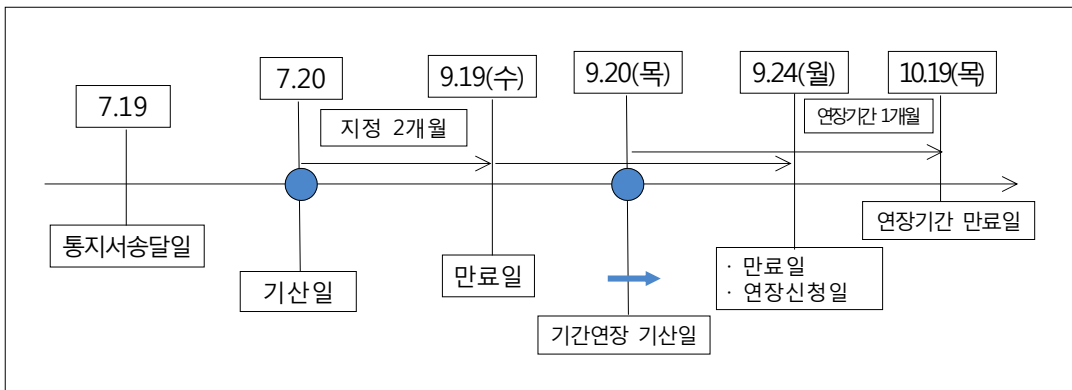 7.19
7.20
9.19(수)
9.20(목)
9.24(월)
10.19(목)
지정 2개월
연장기간 1개월
통지서송달일
기산일
만료일
기간연장 기산일
· 만료일
· 연장신청일
연장기간 만료일